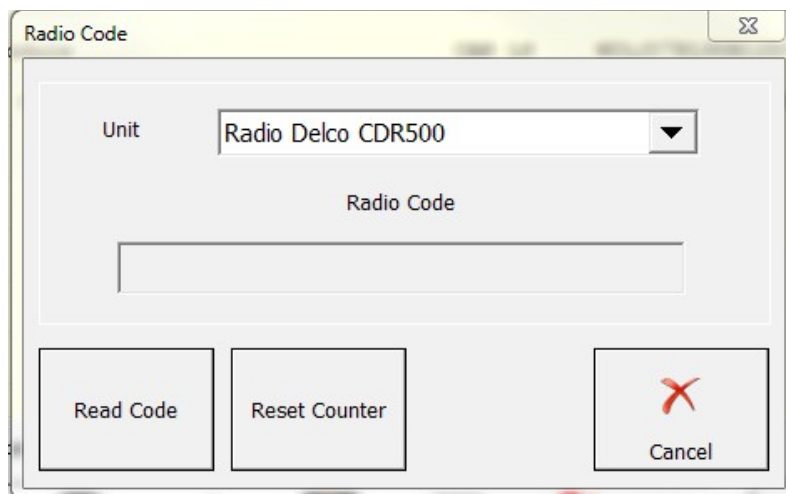 Radio Code
Unit
Radio Delco CDR500
Radio Code
Read Code
Reset Counter
Cancel